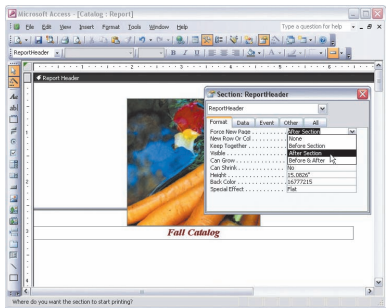 Microsoft Access - [Catalog : Report]
File Edit View Insert Format Tools Window Help Type a question for help
ReportHeader
Report Header
Section: ReportHeader
ReportHeader
Format Data Event Other All
Force New Page After Section
New Row Or Col None
Keep Together Before Section
Visible After Section
Can Grow Before & After
Can Shrink No
Height 15.0826"
Back Color 16777215
Special Effect Flat
Fall Catalog
Where do you want the section to start printing?